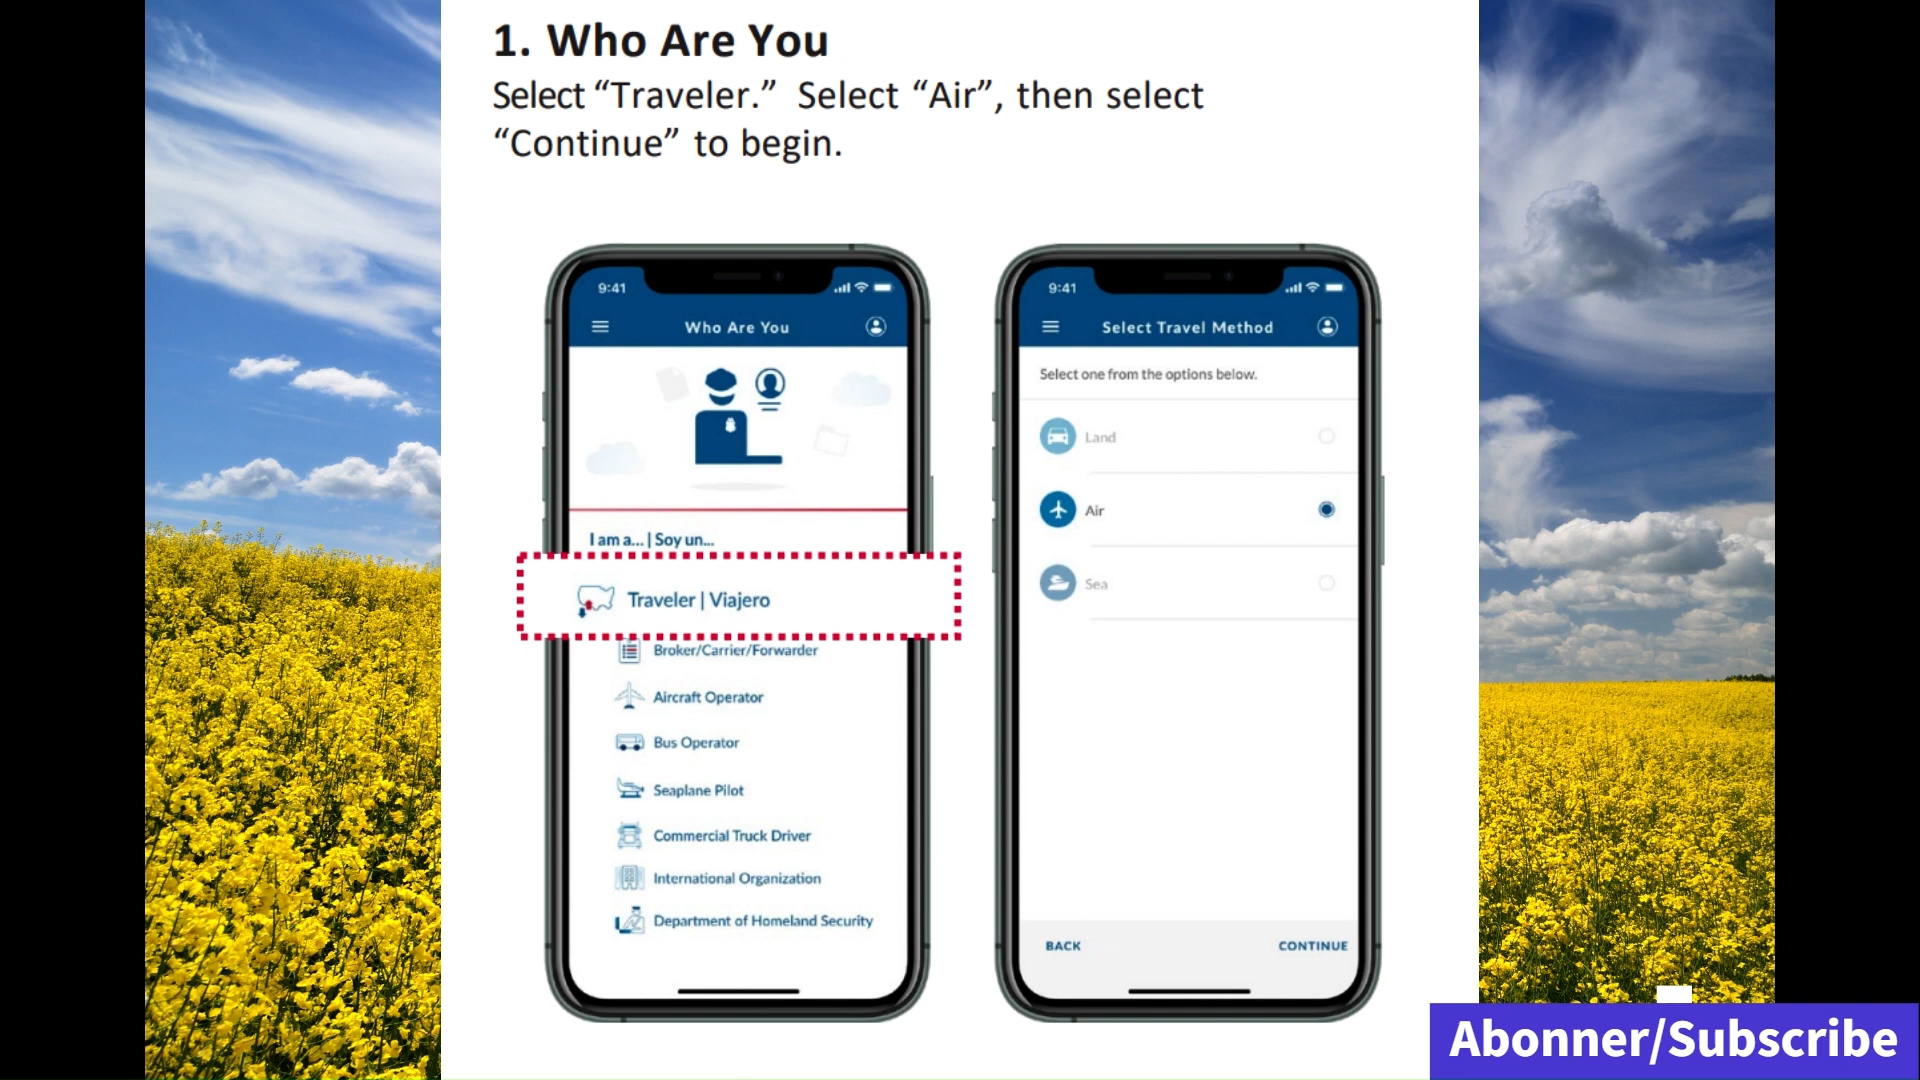 1. Who Are You
Select “Traveler.” Select “Air”, then select
“Continue” to begin.
9:41
Who Are You
I am a... | Soy un...
Traveler | Viajero
Broker/Carrier/Forwarder
Aircraft Operator
Bus Operator
Seaplane Pilot
Commercial Truck Driver
International Organization
Department of Homeland Security
9:41
Select Travel Method
Select one from the options below.
Land
Air
Sea
BACK CONTINUE
Abonner/Subscribe